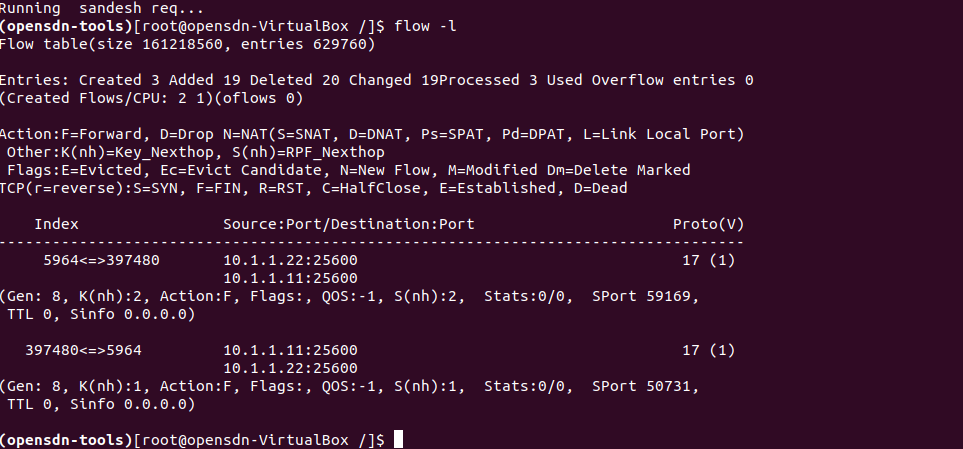 Running  sandesh req...
(opensdn-tools)[root@opensdn-VirtualBox /]$ flow -l
Flow table(size 161218560, entries 629760)

Entries: Created 3 Added 19 Deleted 20 Changed 19Processed 3 Used Overflow entries 0
(Created Flows/CPU: 2 1)(oflows 0)

Action:F=Forward, D=Drop N=NAT(S=SNAT, D=DNAT, Ps=SPAT, Pd=DPAT, L=Link Local Port)
 Other:K(nh)=Key_Nexthop, S(nh)=RPF_Nexthop
 Flags:E=Evicted, Ec=Evict Candidate, N=New Flow, M=Modified Dm=Delete Marked
TCP(r=reverse):S=SYN, F=FIN, R=RST, C=HalfClose, E=Established, D=Dead

    Index                Source:Port/Destination:Port                      Proto(V)
-----------------------------------------------------------------------------------
     5964<=>397480       10.1.1.22:25600                                    17 (1)
                         10.1.1.11:25600
(Gen: 8, K(nh):2, Action:F, Flags:, QOS:-1, S(nh):2,  Stats:0/0,  SPort 59169,
 TTL 0, Sinfo 0.0.0.0)

   397480<=>5964         10.1.1.11:25600                                    17 (1)
                         10.1.1.22:25600
(Gen: 8, K(nh):1, Action:F, Flags:, QOS:-1, S(nh):1,  Stats:0/0,  SPort 50731,
 TTL 0, Sinfo 0.0.0.0)

(opensdn-tools)[root@opensdn-VirtualBox /]$